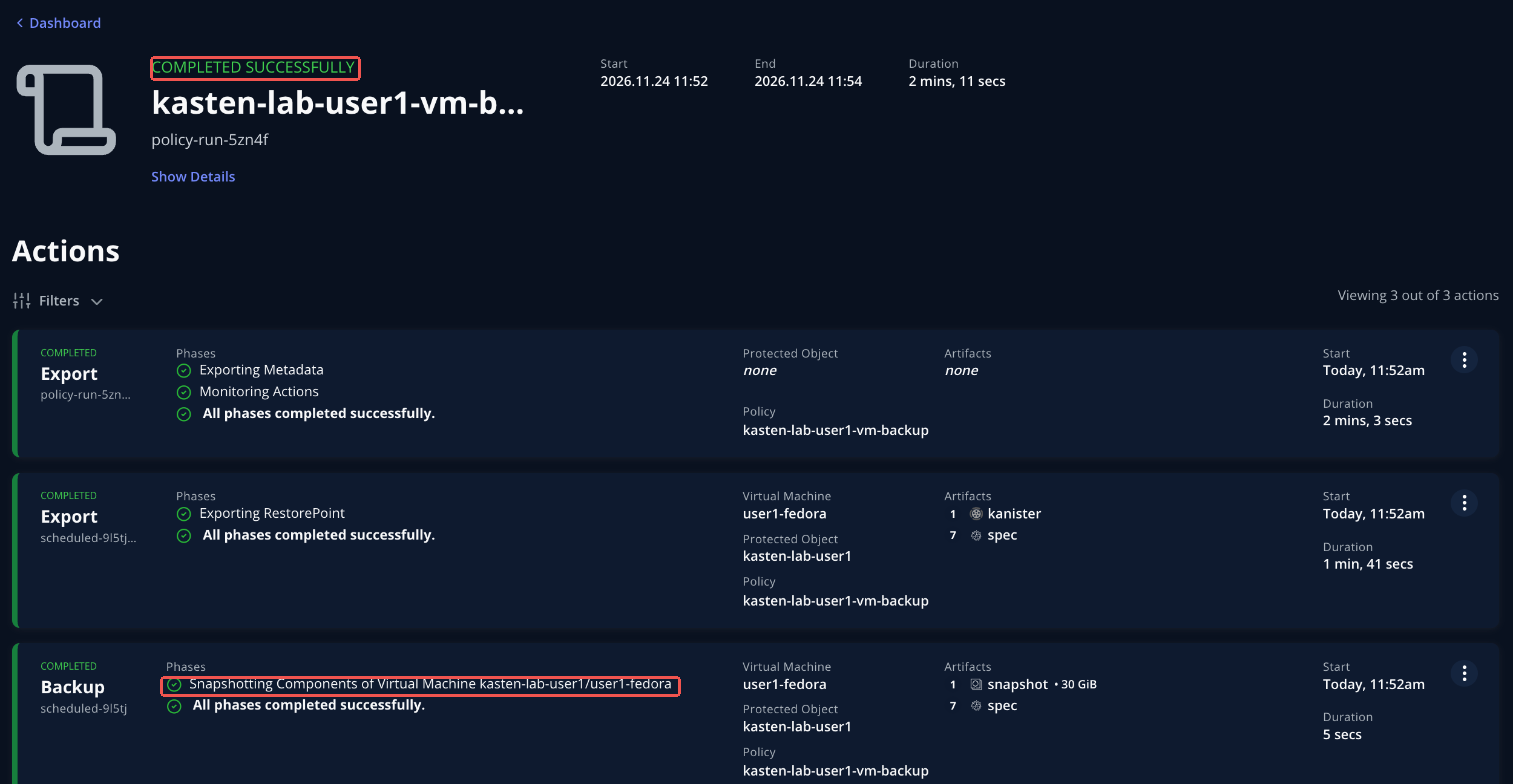 Dashboard
COMPLETED SUCCESSFULLY
kasten-lab-user1-vm-b...
policy-run-5zn4f
Show Details
Start
2026.11.24 11:52
End
2026.11.24 11:54
Duration
2 mins, 11 secs
Actions
Filters
Viewing 3 out of 3 actions
COMPLETED
Export
policy-run-5zn...
Phases
Exporting Metadata
Monitoring Actions
All phases completed successfully.
Protected Object
none
Policy
kasten-lab-user1-vm-backup
Artifacts
none
Start
Today, 11:52am
Duration
2 mins, 3 secs
COMPLETED
Export
scheduled-9l5tj...
Phases
Exporting RestorePoint
All phases completed successfully.
Virtual Machine
user1-fedora
Protected Object
kasten-lab-user1
Policy
kasten-lab-user1-vm-backup
Artifacts
1 kanister
7 spec
Start
Today, 11:52am
Duration
1 min, 41 secs
COMPLETED
Backup
scheduled-9l5tj
Phases
Snapshotting Components of Virtual Machine kasten-lab-user1/user1-fedora
All phases completed successfully.
Virtual Machine
user1-fedora
Protected Object
kasten-lab-user1
Policy
kasten-lab-user1-vm-backup
Artifacts
1 snapshot • 30 GiB
7 spec
Start
Today, 11:52am
Duration
5 secs